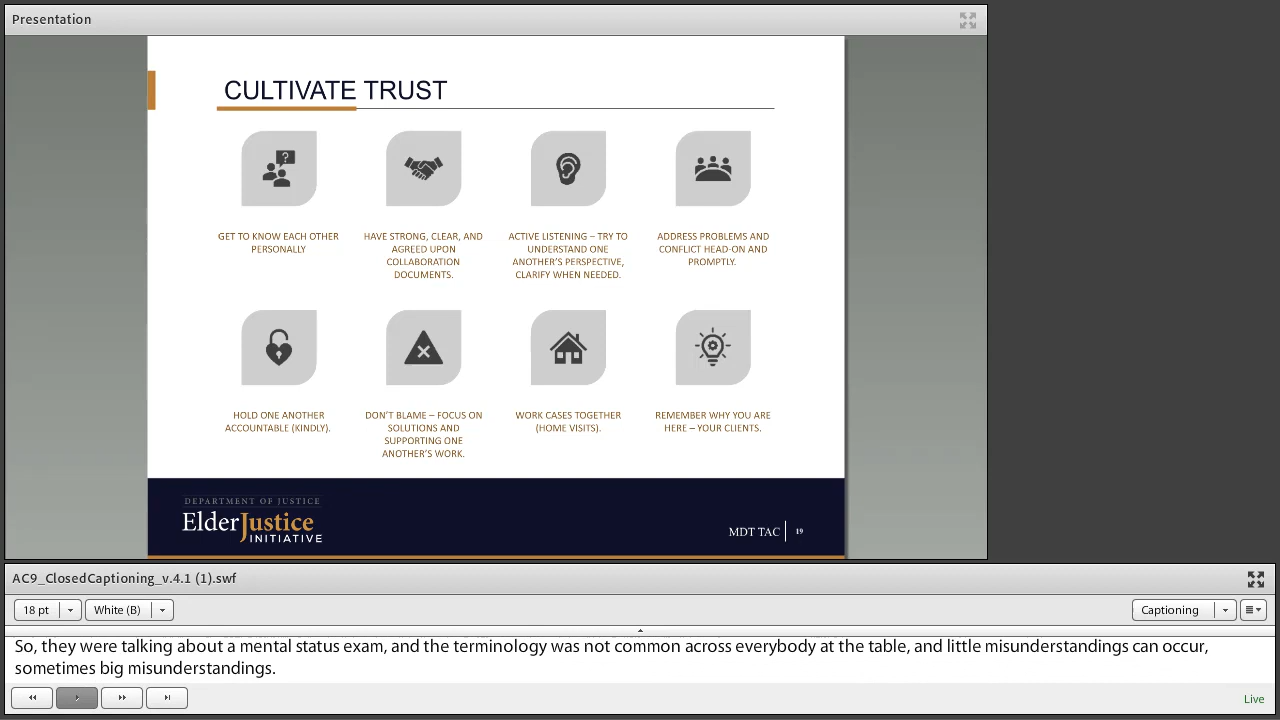 Presentation
CULTIVATE TRUST
?
GET TO KNOW EACH OTHER
PERSONALLY
HAVE STRONG, CLEAR, AND
AGREED UPON
COLLABORATION
DOCUMENTS.
ACTIVE LISTENING – TRY TO
UNDERSTAND ONE
ANOTHER'S PERSPECTIVE,
CLARIFY WHEN NEEDED.
ADDRESS PROBLEMS AND
CONFLICT HEAD-ON AND
PROMPTLY.
HOLD ONE ANOTHER
ACCOUNTABLE (KINDLY).
DON'T BLAME – FOCUS ON
SOLUTIONS AND
SUPPORTING ONE
ANOTHER'S WORK.
WORK CASES TOGETHER
(HOME VISITS).
REMEMBER WHY YOU ARE
HERE – YOUR CLIENTS.
DEPARTMENT OF JUSTICE
ElderJustice
INITIATIVE
MDT TAC 19
AC9_ClosedCaptioning_v.4.1 (1).swf
18 pt White (B) Captioning
So, they were talking about a mental status exam, and the terminology was not common across everybody at the table, and little misunderstandings can occur,
sometimes big misunderstandings.
Live